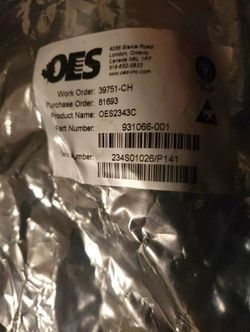 OES
4056 Blakie Road
London, Ontario
Canada N6L 1P7
519-652-5833
www.oes-inc.com
Work Order: 39751-CH
Purchase Order: 81693
Product Name: OES2343C
Part Number: 931066-001
234S01026/P141